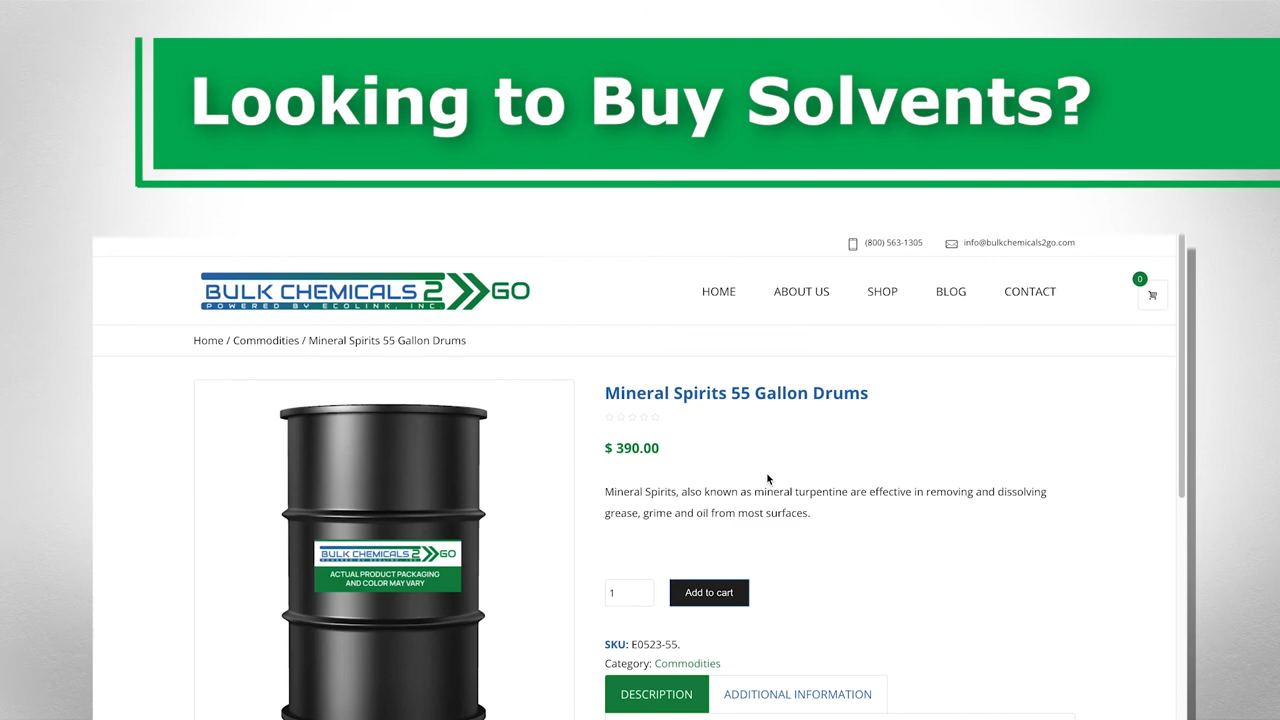 Looking to Buy Solvents?
(800) 563-1305 info@bulkchemicals2go.com
BULK CHEMICALS 2 GO
POWERED BY ECOLINK, INC
HOME ABOUT US SHOP BLOG CONTACT 0
Home / Commodities / Mineral Spirits 55 Gallon Drums
Mineral Spirits 55 Gallon Drums
$ 390.00
Mineral Spirits, also known as mineral turpentine are effective in removing and dissolving
grease, grime and oil from most surfaces.
BULK CHEMICALS 2 GO
POWERED BY ECOLINK, INC
ACTUAL PRODUCT PACKAGING
AND COLOR MAY VARY
1 Add to cart
SKU: E0523-55.
Category: Commodities
DESCRIPTION ADDITIONAL INFORMATION